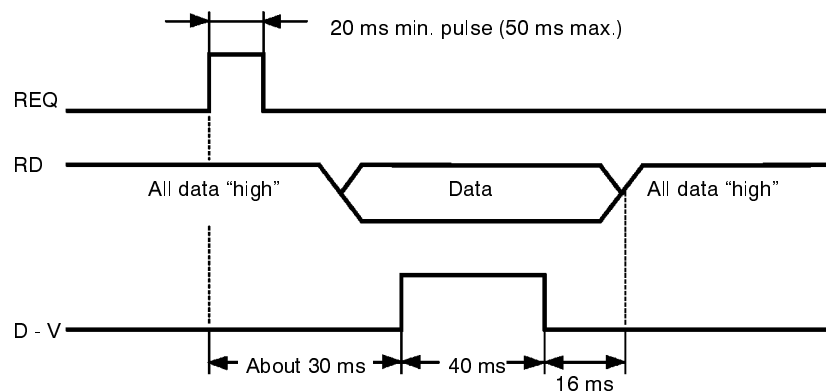 20 ms min. pulse (50 ms max.)
REQ
RD
All data “high”
Data
All data “high”
D - V
About 30 ms
40 ms
16 ms